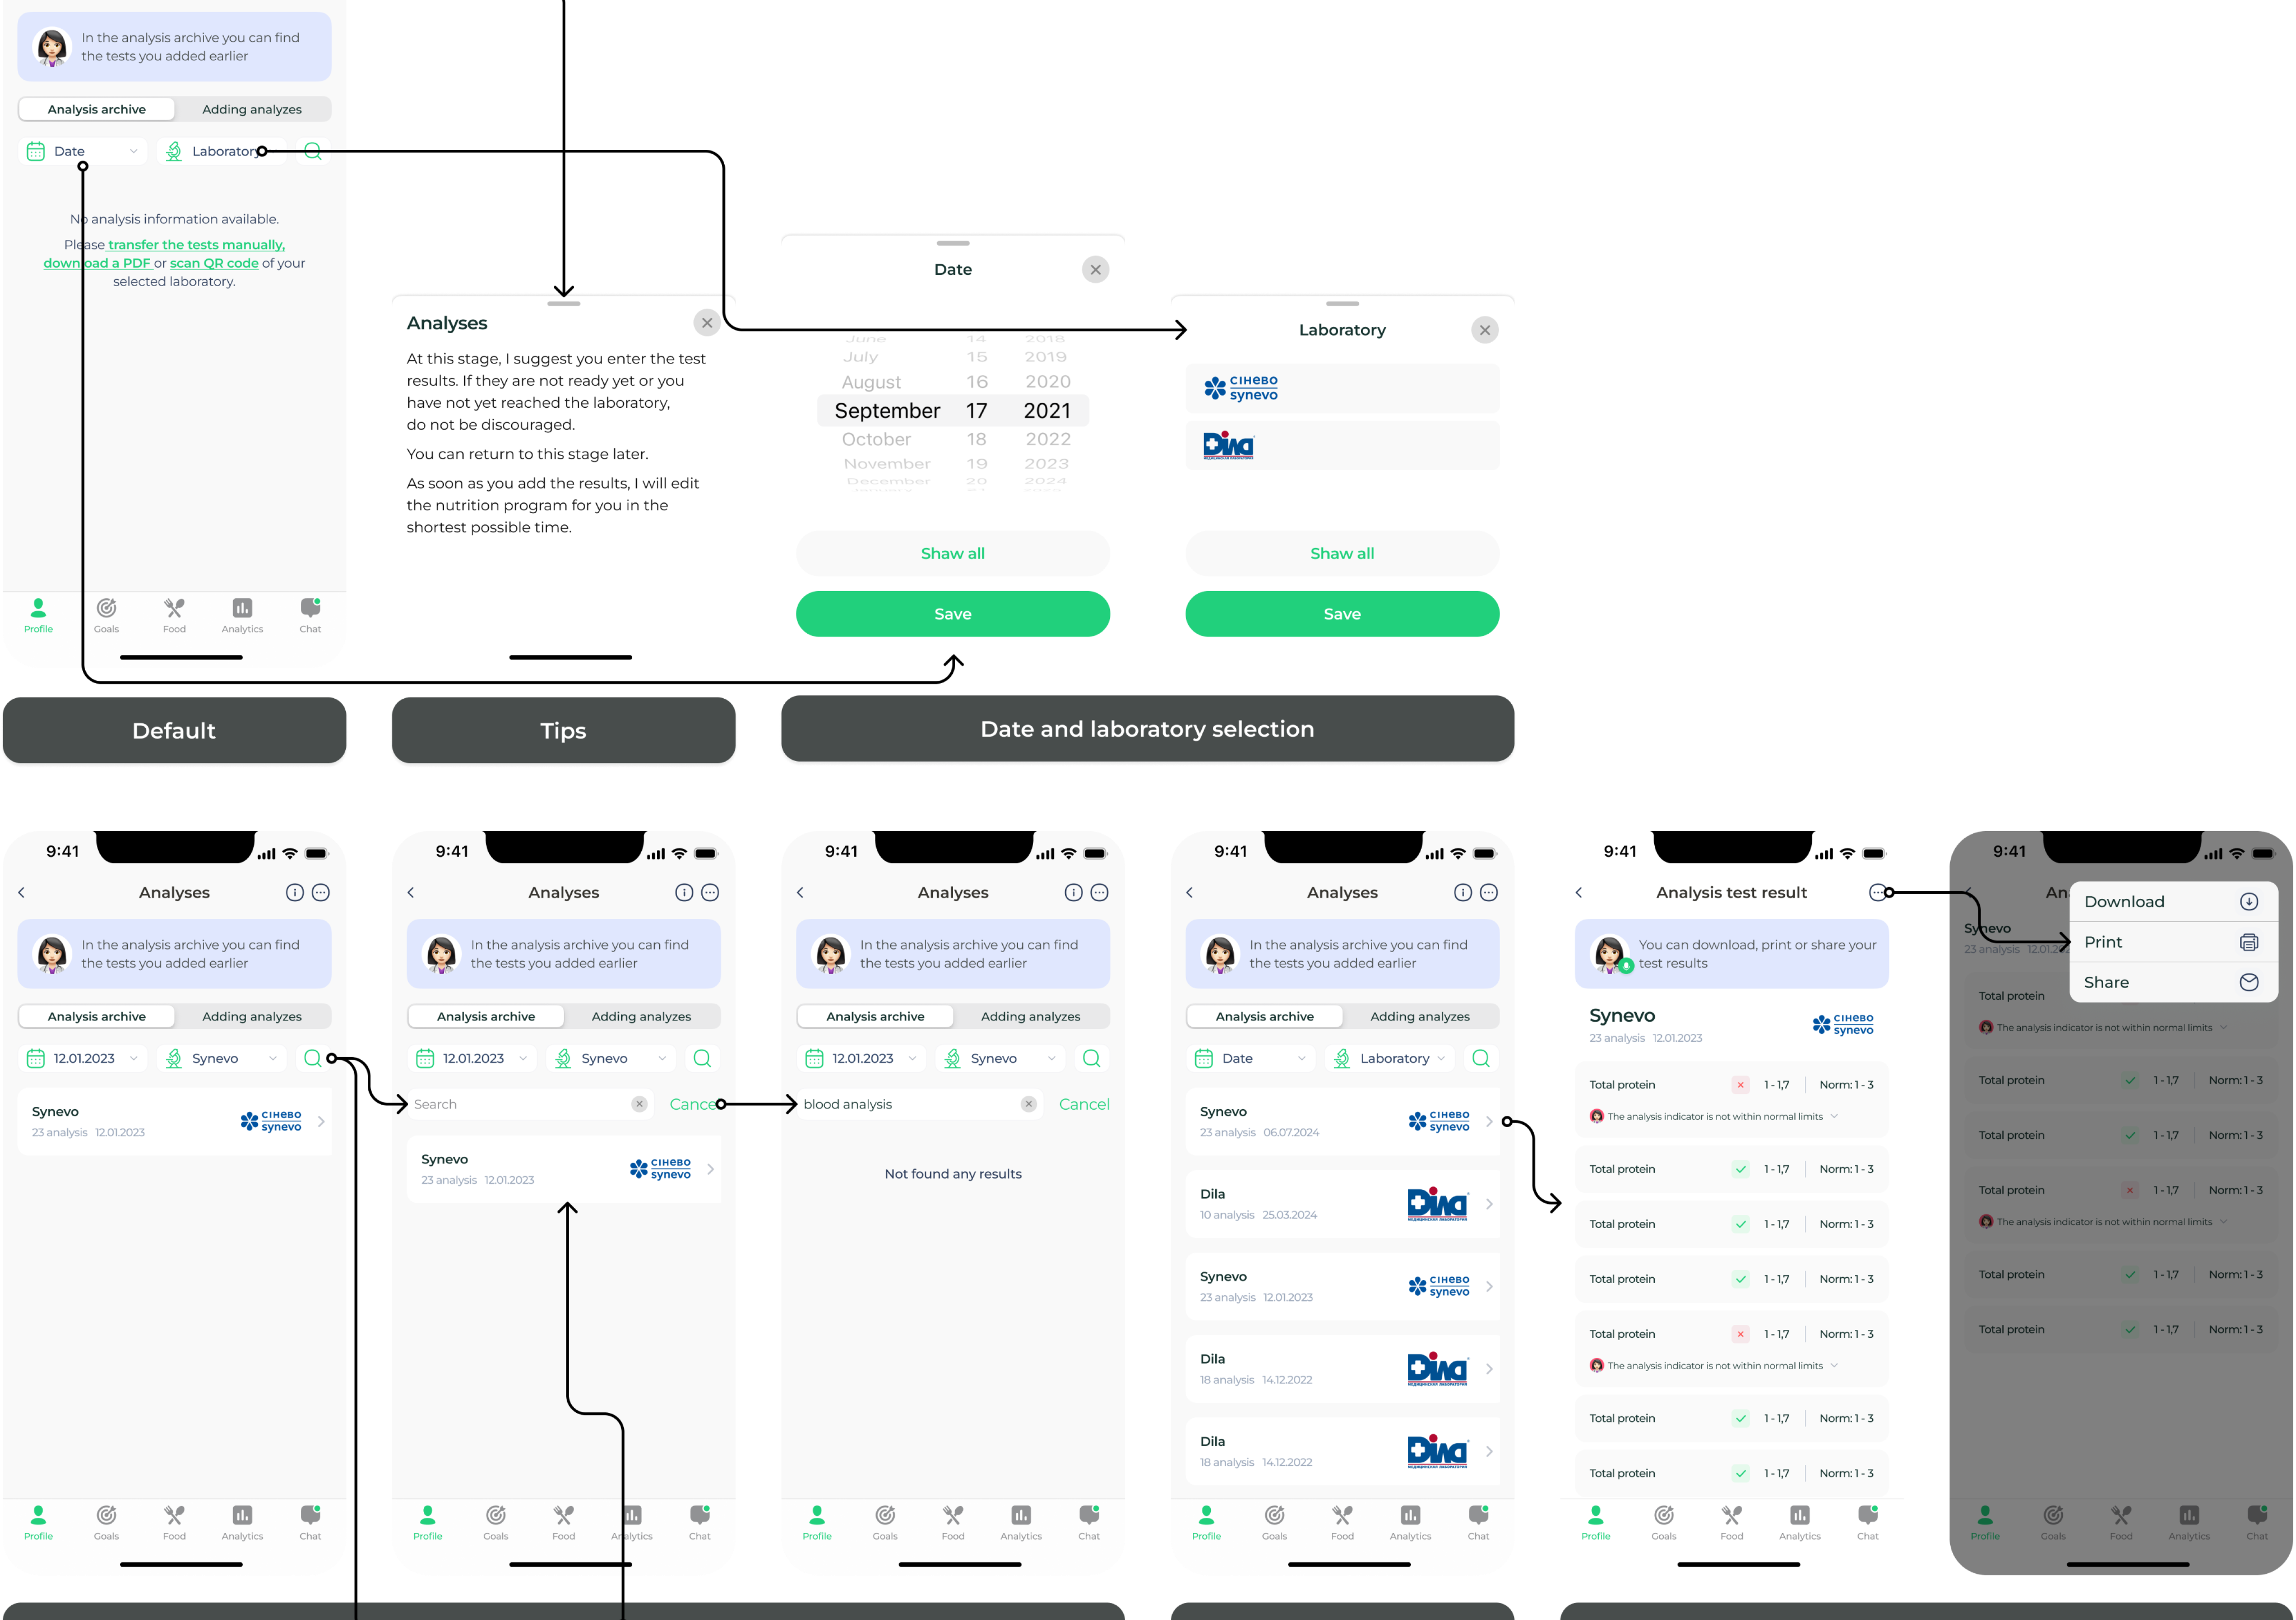 In the analysis archive you can find
the tests you added earlier
Analysis archive
Adding analyzes
Date
Laboratory
No analysis information available.
Please transfer the tests manually,
download a PDF or scan QR code of your
selected laboratory.
Profile
Goals
Food
Analytics
Chat
Analyses
At this stage, I suggest you enter the test
results. If they are not ready yet or you
have not yet reached the laboratory,
do not be discouraged.
You can return to this stage later.
As soon as you add the results, I will edit
the nutrition program for you in the
shortest possible time.
Date
June 14 2018
July 15 2019
August 16 2020
September 17 2021
October 18 2022
November 19 2023
December 20 2024
Shaw all
Save
Laboratory
СІНЕВО
synevo
Діла
МЕДИЦИНСКАЯ ЛАБОРАТОРИЯ
Shaw all
Save
Default
Tips
Date and laboratory selection
9:41
Analyses
In the analysis archive you can find
the tests you added earlier
Analysis archive
Adding analyzes
12.01.2023
Synevo
Synevo
23 analysis 12.01.2023
СІНЕВО
synevo
Profile
Goals
Food
Analytics
Chat
9:41
Analyses
In the analysis archive you can find
the tests you added earlier
Analysis archive
Adding analyzes
12.01.2023
Synevo
Search
Cancel
Synevo
23 analysis 12.01.2023
СІНЕВО
synevo
Profile
Goals
Food
Analytics
Chat
9:41
Analyses
In the analysis archive you can find
the tests you added earlier
Analysis archive
Adding analyzes
12.01.2023
Synevo
blood analysis
Cancel
Not found any results
Profile
Goals
Food
Analytics
Chat
9:41
Analyses
In the analysis archive you can find
the tests you added earlier
Analysis archive
Adding analyzes
Date
Laboratory
Synevo
23 analysis 06.07.2024
СІНЕВО
synevo
Dila
10 analysis 25.03.2024
Діла
МЕДИЦИНСКАЯ ЛАБОРАТОРИЯ
Synevo
23 analysis 12.01.2023
СІНЕВО
synevo
Dila
18 analysis 14.12.2022
Діла
МЕДИЦИНСКАЯ ЛАБОРАТОРИЯ
Dila
18 analysis 14.12.2022
Діла
МЕДИЦИНСКАЯ ЛАБОРАТОРИЯ
Profile
Goals
Food
Analytics
Chat
9:41
Analysis test result
You can download, print or share your
test results
Synevo
23 analysis 12.01.2023
СІНЕВО
synevo
Total protein 1 - 1,7 Norm: 1 - 3
The analysis indicator is not within normal limits
Total protein 1 - 1,7 Norm: 1 - 3
Total protein 1 - 1,7 Norm: 1 - 3
Total protein 1 - 1,7 Norm: 1 - 3
Total protein 1 - 1,7 Norm: 1 - 3
The analysis indicator is not within normal limits
Total protein 1 - 1,7 Norm: 1 - 3
Total protein 1 - 1,7 Norm: 1 - 3
Profile
Goals
Food
Analytics
Chat
9:41
An
Download
Print
Share
Synevo
23 analysis 12.01.2
Total protein
The analysis indicator is not within normal limits
Total protein 1 - 1,7 Norm: 1 - 3
Total protein 1 - 1,7 Norm: 1 - 3
Total protein 1 - 1,7 Norm: 1 - 3
The analysis indicator is not within normal limits
Total protein 1 - 1,7 Norm: 1 - 3
Total protein 1 - 1,7 Norm: 1 - 3
Profile
Goals
Food
Analytics
Chat